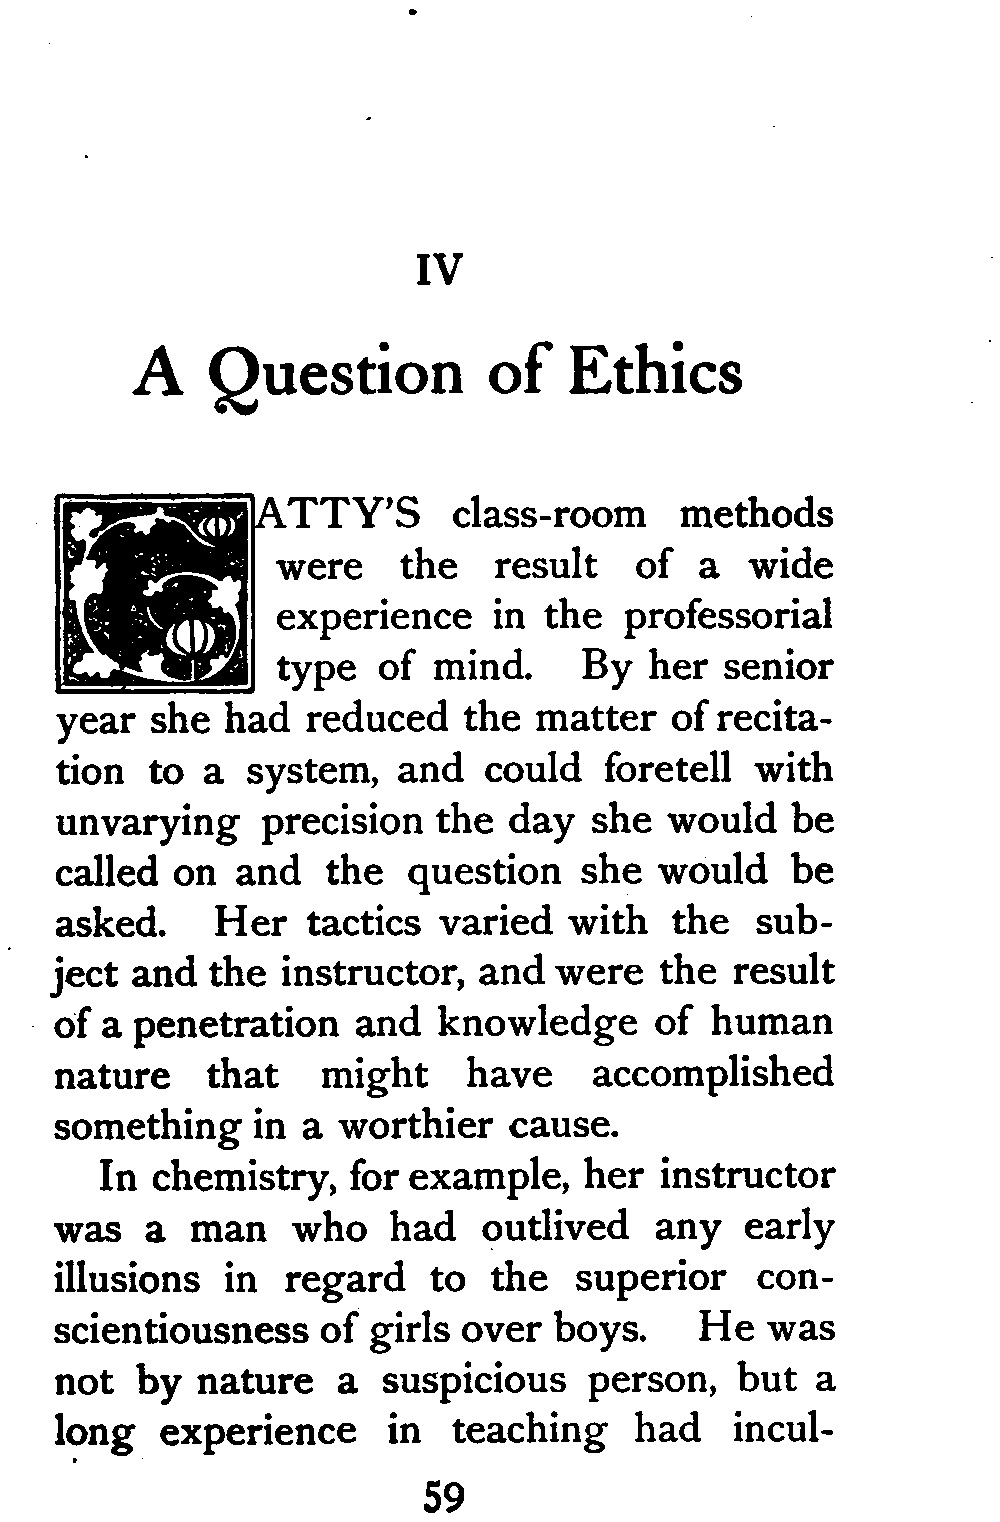 IV
A Question of Ethics
PATTY'S class-room methods
were the result of a wide
experience in the professorial
type of mind. By her senior
year she had reduced the matter of recita-
tion to a system, and could foretell with
unvarying precision the day she would be
called on and the question she would be
asked. Her tactics varied with the sub-
ject and the instructor, and were the result
of a penetration and knowledge of human
nature that might have accomplished
something in a worthier cause.
In chemistry, for example, her instructor
was a man who had outlived any early
illusions in regard to the superior con-
scientiousness of girls over boys. He was
not by nature a suspicious person, but a
long experience in teaching had incul-
59